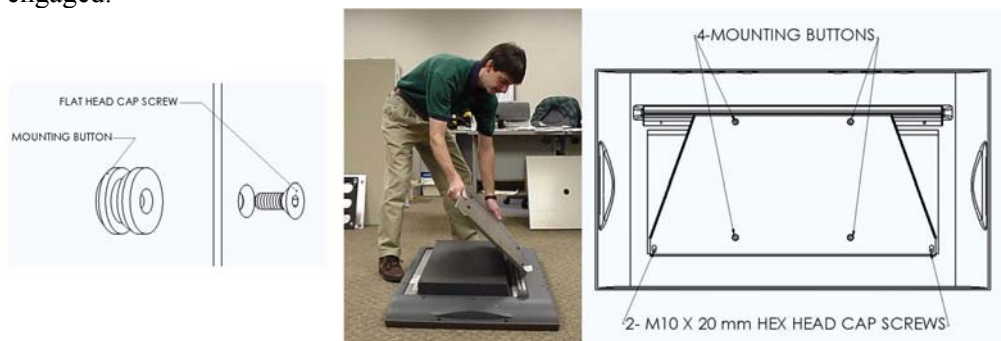 engaged.
FLAT HEAD CAP SCREW
MOUNTING BUTTON
4-MOUNTING BUTTONS
2- M10 X 20 mm HEX HEAD CAP SCREWS